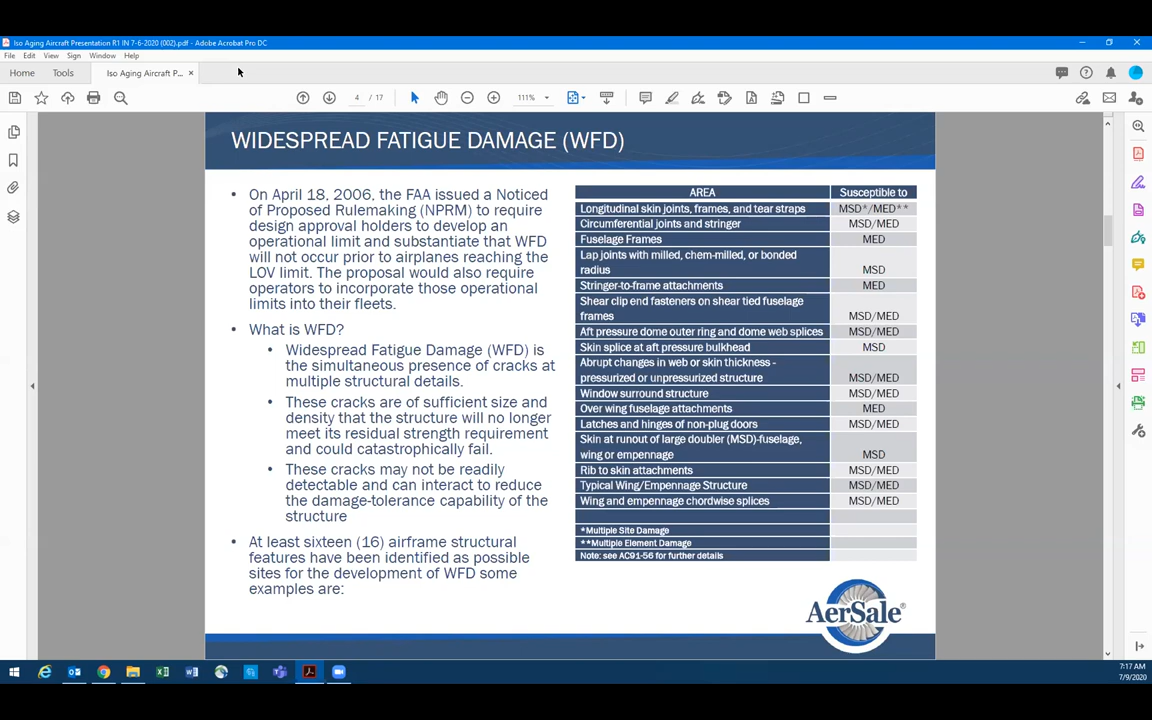 Iso Aging Aircraft Presentation R1 IN 7-6-2020 (002).pdf - Adobe Acrobat Pro DC
File Edit View Sign Window Help
Home Tools Iso Aging Aircraft P... ×
4 / 17 111%
WIDESPREAD FATIGUE DAMAGE (WFD)
• On April 18, 2006, the FAA issued a Noticed
of Proposed Rulemaking (NPRM) to require
design approval holders to develop an
operational limit and substantiate that WFD
will not occur prior to airplanes reaching the
LOV limit. The proposal would also require
operators to incorporate those operational
limits into their fleets.
• What is WFD?
• Widespread Fatigue Damage (WFD) is
the simultaneous presence of cracks at
multiple structural details.
• These cracks are of sufficient size and
density that the structure will no longer
meet its residual strength requirement
and could catastrophically fail.
• These cracks may not be readily
detectable and can interact to reduce
the damage-tolerance capability of the
structure
• At least sixteen (16) airframe structural
features have been identified as possible
sites for the development of WFD some
examples are:
AREA Susceptible to
Longitudinal skin joints, frames, and tear straps MSD*/MED**
Circumferential joints and stringer MSD/MED
Fuselage Frames MED
Lap joints with milled, chem-milled, or bonded
radius MSD
Stringer-to-frame attachments MED
Shear clip end fasteners on shear tied fuselage
frames MSD/MED
Aft pressure dome outer ring and dome web splices MSD/MED
Skin splice at aft pressure bulkhead MSD
Abrupt changes in web or skin thickness -
pressurized or unpressurized structure MSD/MED
Window surround structure MSD/MED
Over wing fuselage attachments MED
Latches and hinges of non-plug doors MSD/MED
Skin at runout of large doubler (MSD)-fuselage,
wing or empennage MSD
Rib to skin attachments MSD/MED
Typical Wing/Empennage Structure MSD/MED
Wing and empennage chordwise splices MSD/MED
*Multiple Site Damage
**Multiple Element Damage
Note: see AC91-56 for further details
AerSale®
7:17 AM
7/9/2020